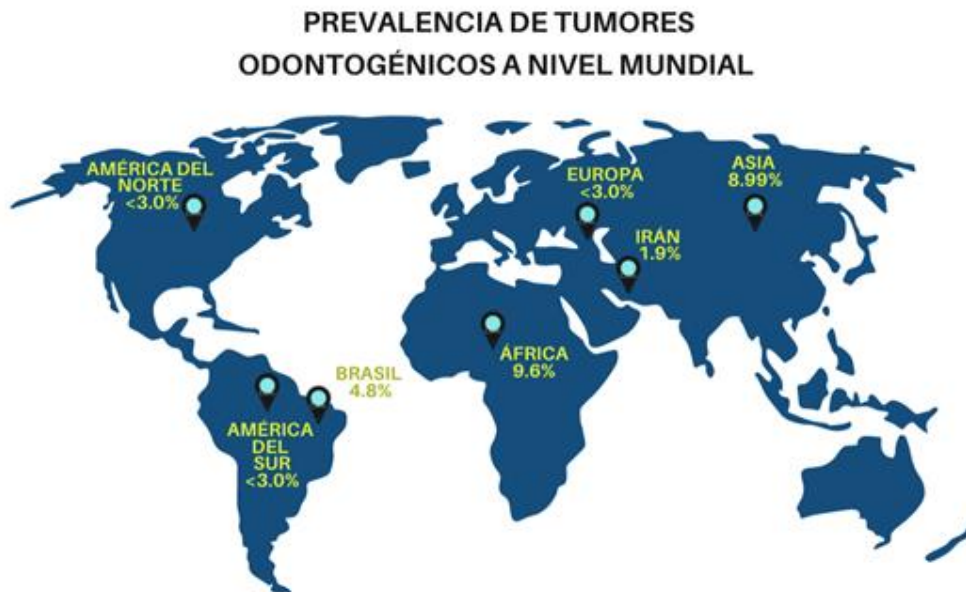 PREVALENCIA DE TUMORES
ODONTOGÉNICOS A NIVEL MUNDIAL
AMÉRICA DEL
NORTE
<3.0%
EUROPA
<3.0%
ASIA
8.99%
IRÁN
1.9%
ÁFRICA
9.6%
BRASIL
4.8%
AMÉRICA
DEL
SUR
<3.0%